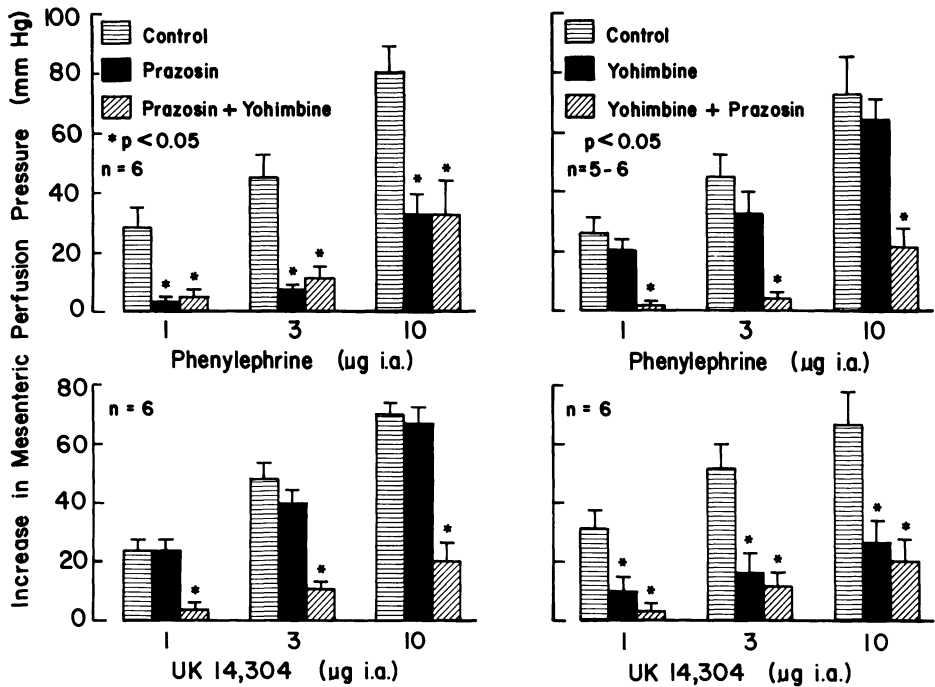 Increase in Mesenteric Perfusion Pressure (mm Hg)
100
80
60
40
20
0
Control
Prazosin
Prazosin + Yohimbine
* p < 0.05
n = 6
* * * * * *
1 3 10
Phenylephrine (μg i.a.)
Control
Yohimbine
Yohimbine + Prazosin
p < 0.05
n = 5 - 6
* * *
1 3 10
Phenylephrine (μg i.a.)
80
60
40
20
0
n = 6
* * *
1 3 10
UK 14,304 (μg i.a.)
n = 6
* * * * * *
1 3 10
UK 14,304 (μg i.a.)